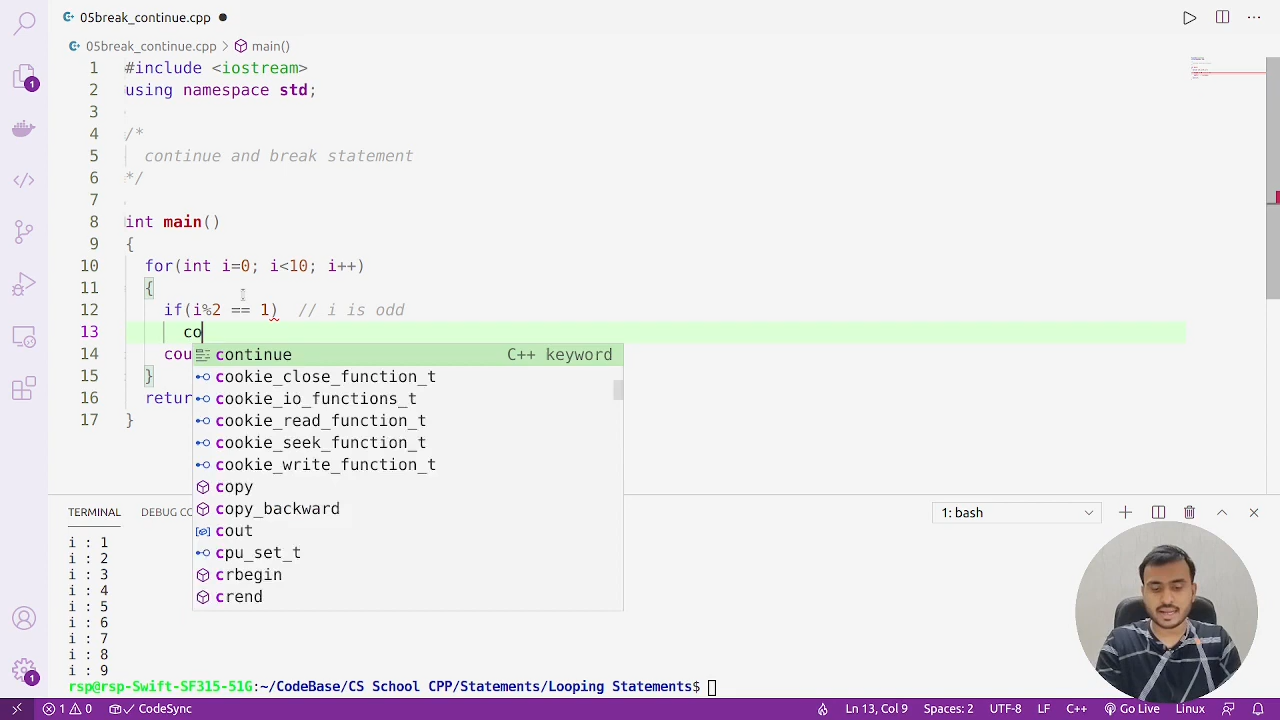 05break_continue.cpp
05break_continue.cpp > main()
1 #include <iostream>
2 using namespace std;
3
4 /*
5 continue and break statement
6 */
7
8 int main()
9 {
10 for(int i=0; i<10; i++)
11 {
12 if(i%2 == 1) // i is odd
13 co
continue C++ keyword
14 cou
15 }
cookie_close_function_t
16 retur
cookie_io_functions_t
17 }
cookie_read_function_t
cookie_seek_function_t
cookie_write_function_t
copy
copy_backward
cout
cpu_set_t
crbegin
crend
TERMINAL DEBUG CO 1: bash
i : 1
i : 2
i : 3
i : 4
i : 5
i : 6
i : 7
i : 8
i : 9
rsp@rsp-Swift-SF315-51G:~/CodeBase/CS School CPP/Statements/Looping Statements$
1 0 CodeSync Ln 13, Col 9 Spaces: 2 UTF-8 LF C++ Go Live Linux